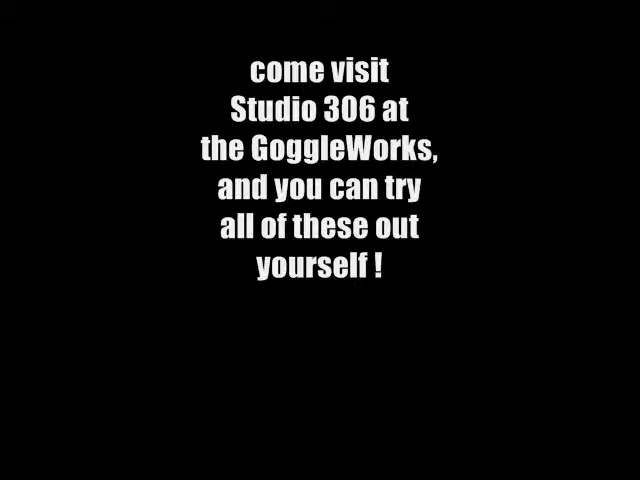 come visit
Studio 306 at
the GoggleWorks,
and you can try
all of these out
yourself !